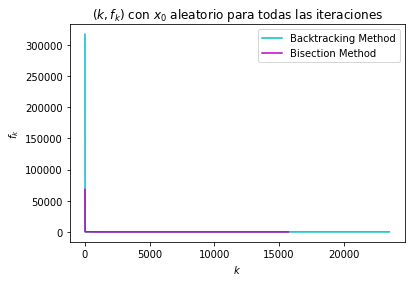 (k, f_k) con x_0 aleatorio para todas las iteraciones
Backtracking Method
Bisection Method
300000
250000
200000
150000
100000
50000
0
f_k
0 5000 10000 15000 20000
k